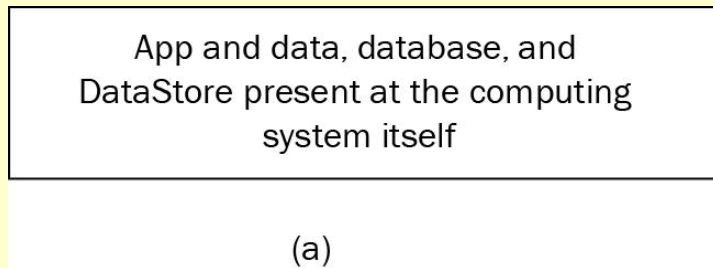 App and data, database, and
DataStore present at the computing
system itself
(a)